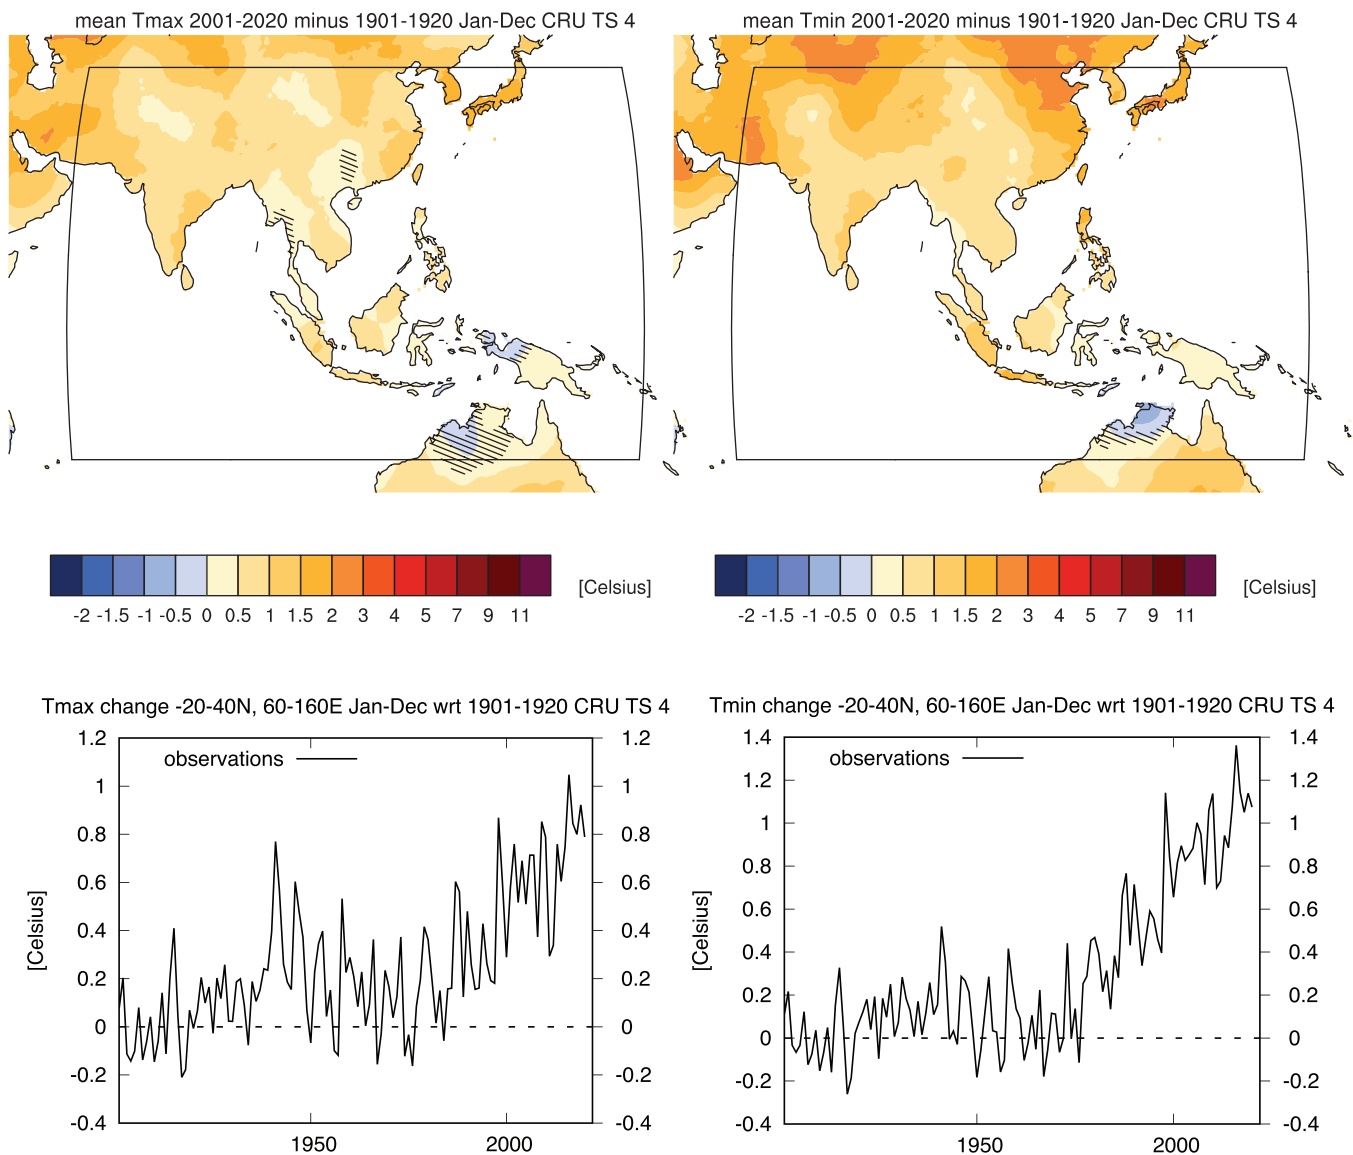 mean Tmax 2001-2020 minus 1901-1920 Jan-Dec CRU TS 4
mean Tmin 2001-2020 minus 1901-1920 Jan-Dec CRU TS 4
[Celsius]
-2 -1.5 -1 -0.5 0 0.5 1 1.5 2 3 4 5 7 9 11
[Celsius]
-2 -1.5 -1 -0.5 0 0.5 1 1.5 2 3 4 5 7 9 11
Tmax change -20-40N, 60-160E Jan-Dec wrt 1901-1920 CRU TS 4
observations
[Celsius]
1.2 1.2
1 1
0.8 0.8
0.6 0.6
0.4 0.4
0.2 0.2
0 0
-0.2 -0.2
-0.4 -0.4
1950 2000
Tmin change -20-40N, 60-160E Jan-Dec wrt 1901-1920 CRU TS 4
observations
[Celsius]
1.4 1.4
1.2 1.2
1 1
0.8 0.8
0.6 0.6
0.4 0.4
0.2 0.2
0 0
-0.2 -0.2
-0.4 -0.4
1950 2000